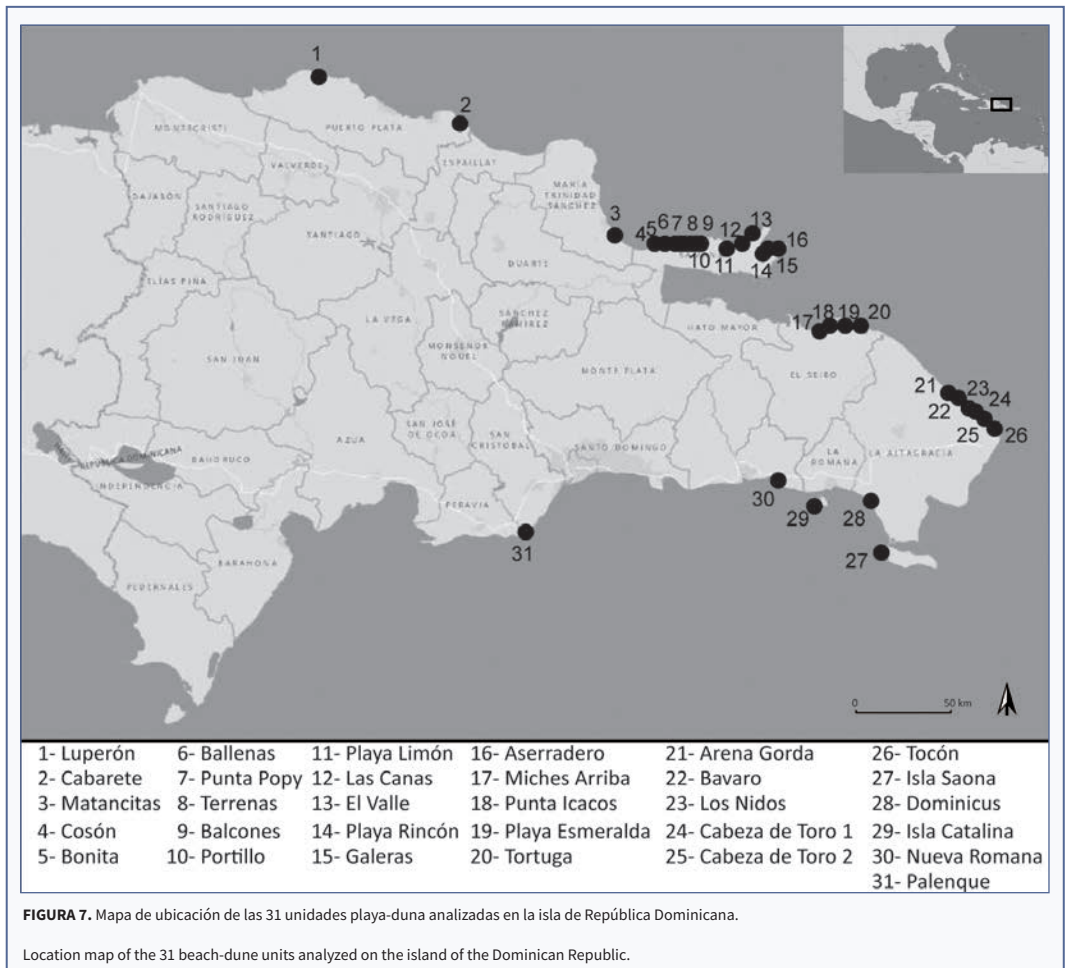 1
2
MONTECRISTI
PUERTO PLATA
VALVERDE
ESPAILLAT
DAJABÓN
SANTIAGO
RODRÍGUEZ
MARÍA
TRINIDAD
SÁNCHEZ
SANTIAGO
3
4 5 6 7 8 9
10
11
12
13
14
15
16
DUARTE
ELÍAS PIÑA
LA VEGA
SÁNCHEZ
RAMÍREZ
HATO MAYOR
17
18
19
20
SAN JUAN
MONSEÑOR
NOUEL
MONTE PLATA
EL SEIBO
21
22
23
24
25
26
AZUA
SAN JOSÉ
DE OCOA
SAN
CRISTÓBAL
SANTO DOMINGO
LA
ROMANA
LA ALTAGRACIA
REPÚBLICA DOMINICANA
BAHORUCO
INDEPENDENCIA
PERAVIA
30
29
28
27
31
BARAHONA
PEDERNALES
0 50 km
1- Luperón
2- Cabarete
3- Matancitas
4- Cosón
5- Bonita
6- Ballenas
7- Punta Popy
8- Terrenas
9- Balcones
10- Portillo
11- Playa Limón
12- Las Canas
13- El Valle
14- Playa Rincón
15- Galeras
16- Aserradero
17- Miches Arriba
18- Punta Icacos
19- Playa Esmeralda
20- Tortuga
21- Arena Gorda
22- Bavaro
23- Los Nidos
24- Cabeza de Toro 1
25- Cabeza de Toro 2
26- Tocón
27- Isla Saona
28- Dominicus
29- Isla Catalina
30- Nueva Romana
31- Palenque
FIGURA 7. Mapa de ubicación de las 31 unidades playa-duna analizadas en la isla de República Dominicana.
Location map of the 31 beach-dune units analyzed on the island of the Dominican Republic.